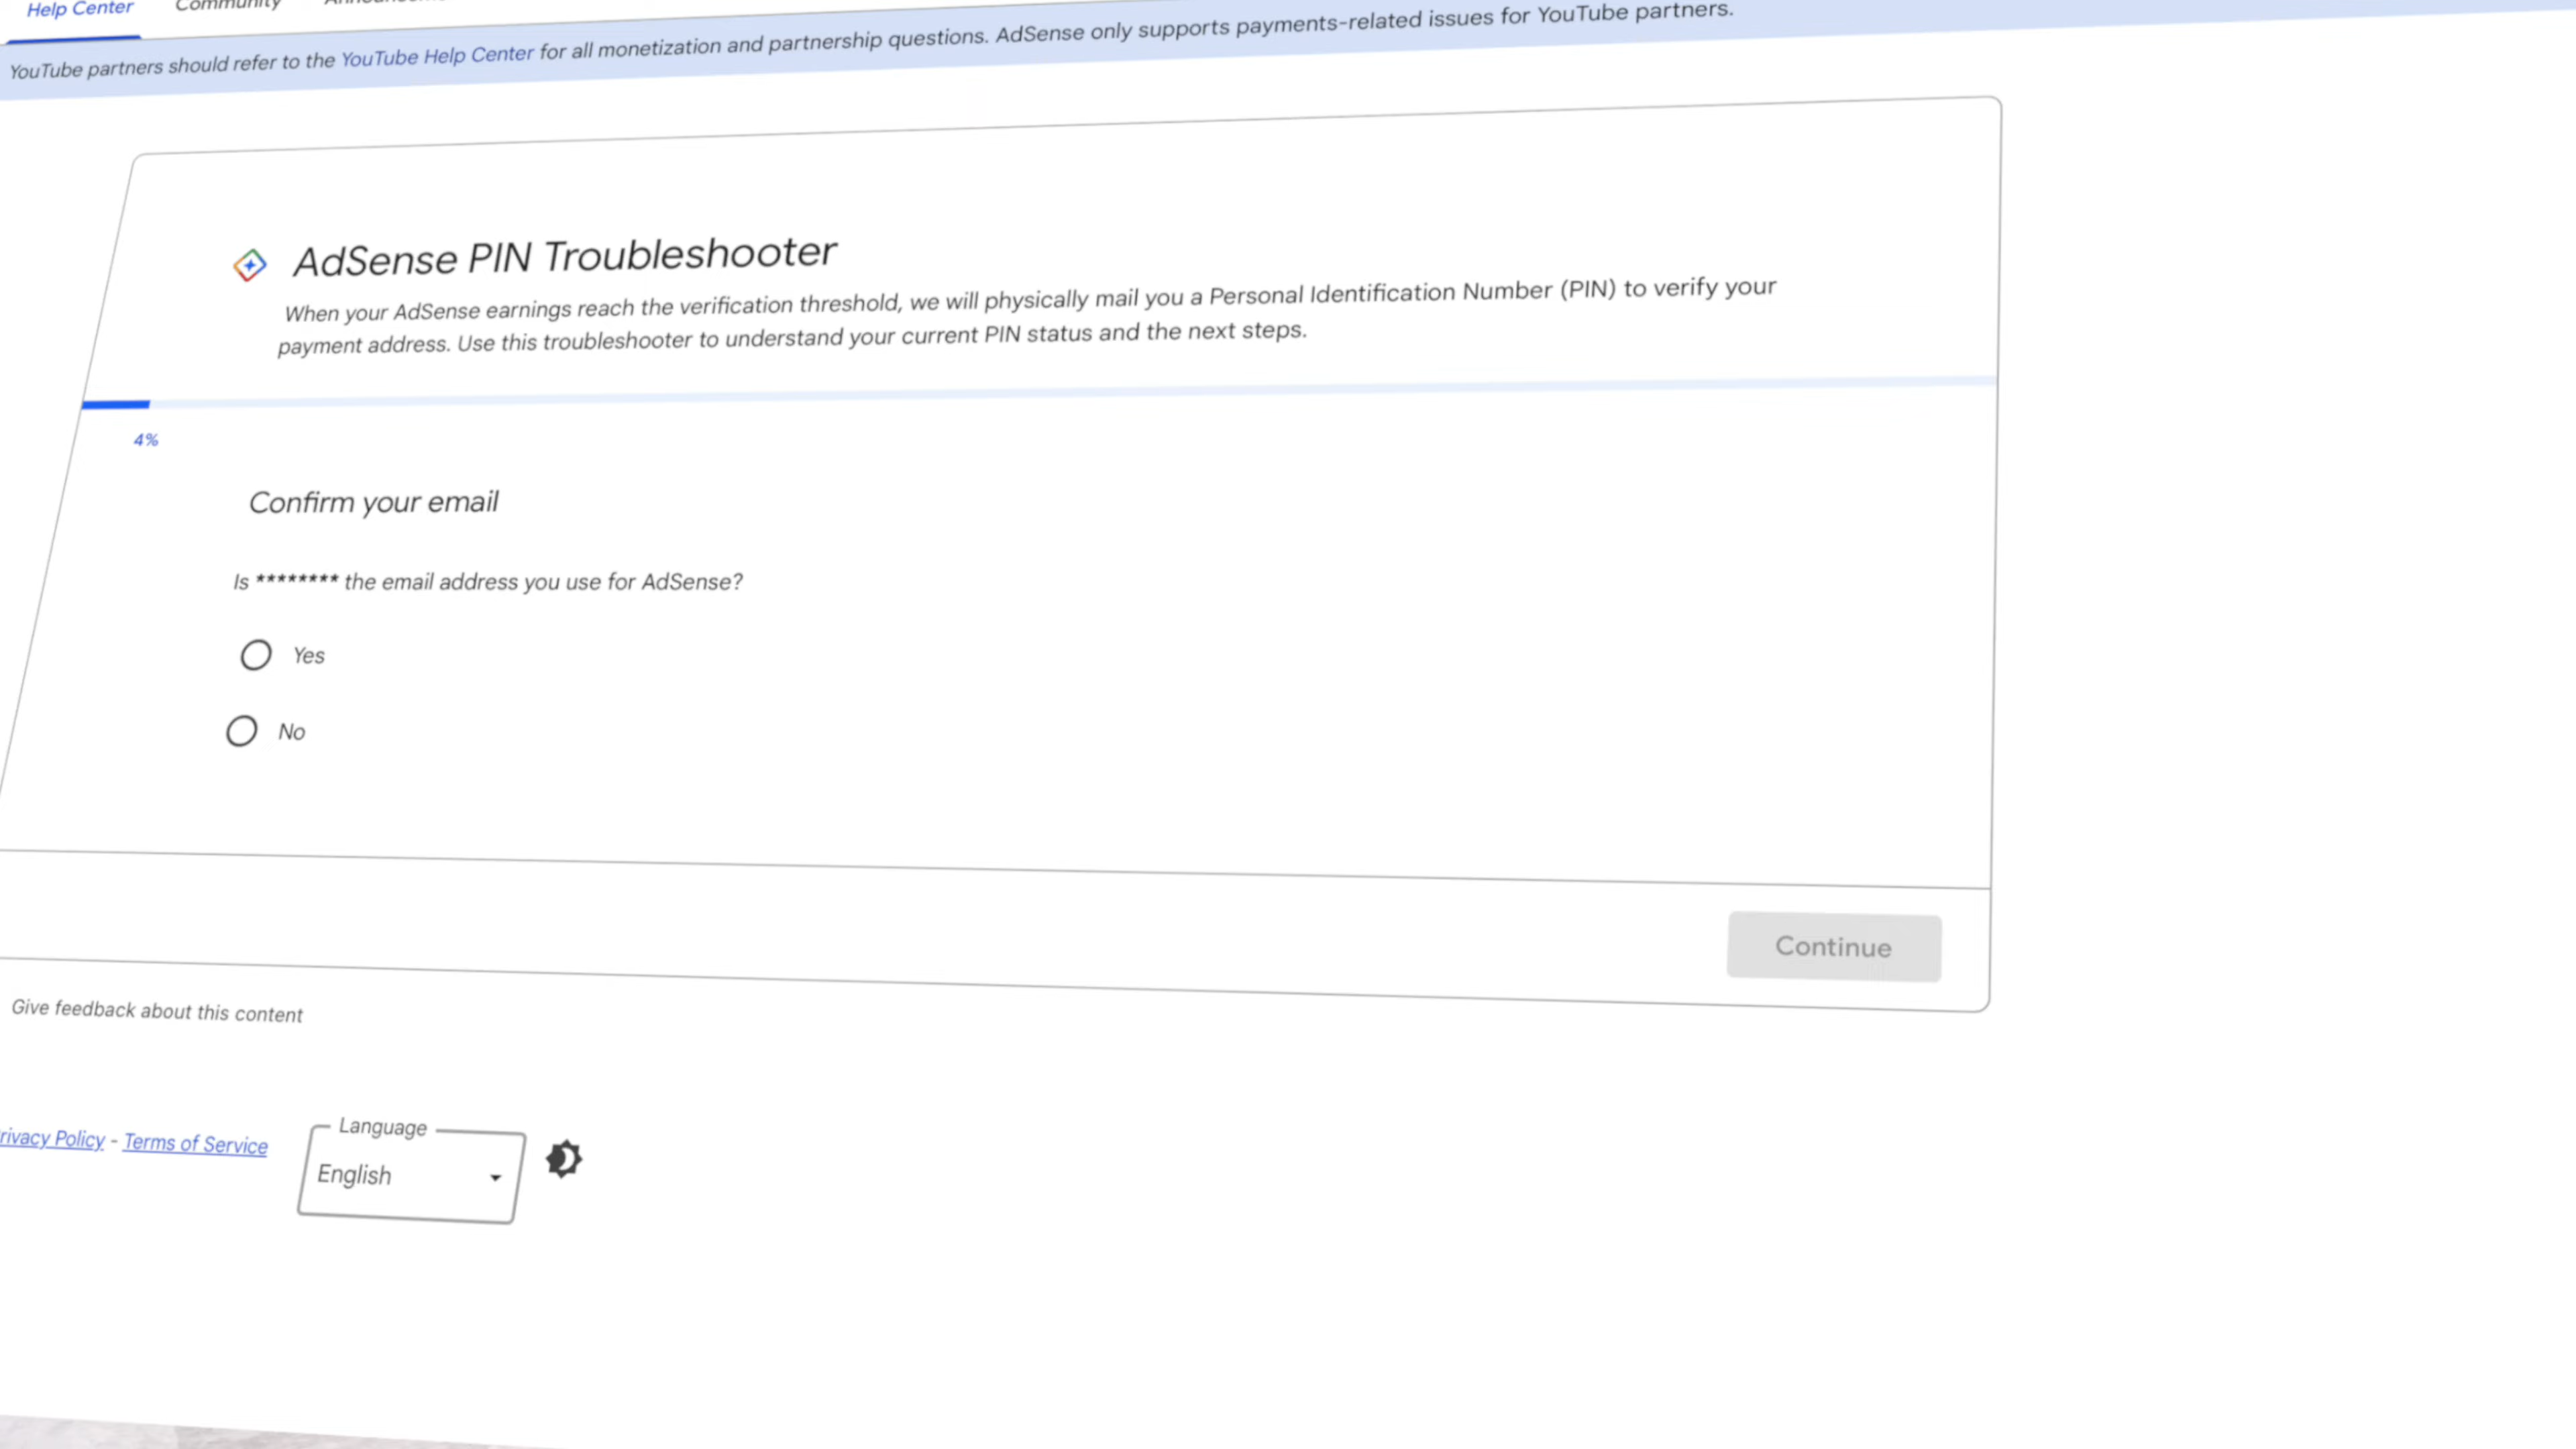 Help Center Community
YouTube partners should refer to the YouTube Help Center for all monetization and partnership questions. AdSense only supports payments-related issues for YouTube partners.
AdSense PIN Troubleshooter
When your AdSense earnings reach the verification threshold, we will physically mail you a Personal Identification Number (PIN) to verify your
payment address. Use this troubleshooter to understand your current PIN status and the next steps.
4%
Confirm your email
Is ******** the email address you use for AdSense?
Yes
No
Continue
Give feedback about this content
rivacy Policy - Terms of Service
Language
English